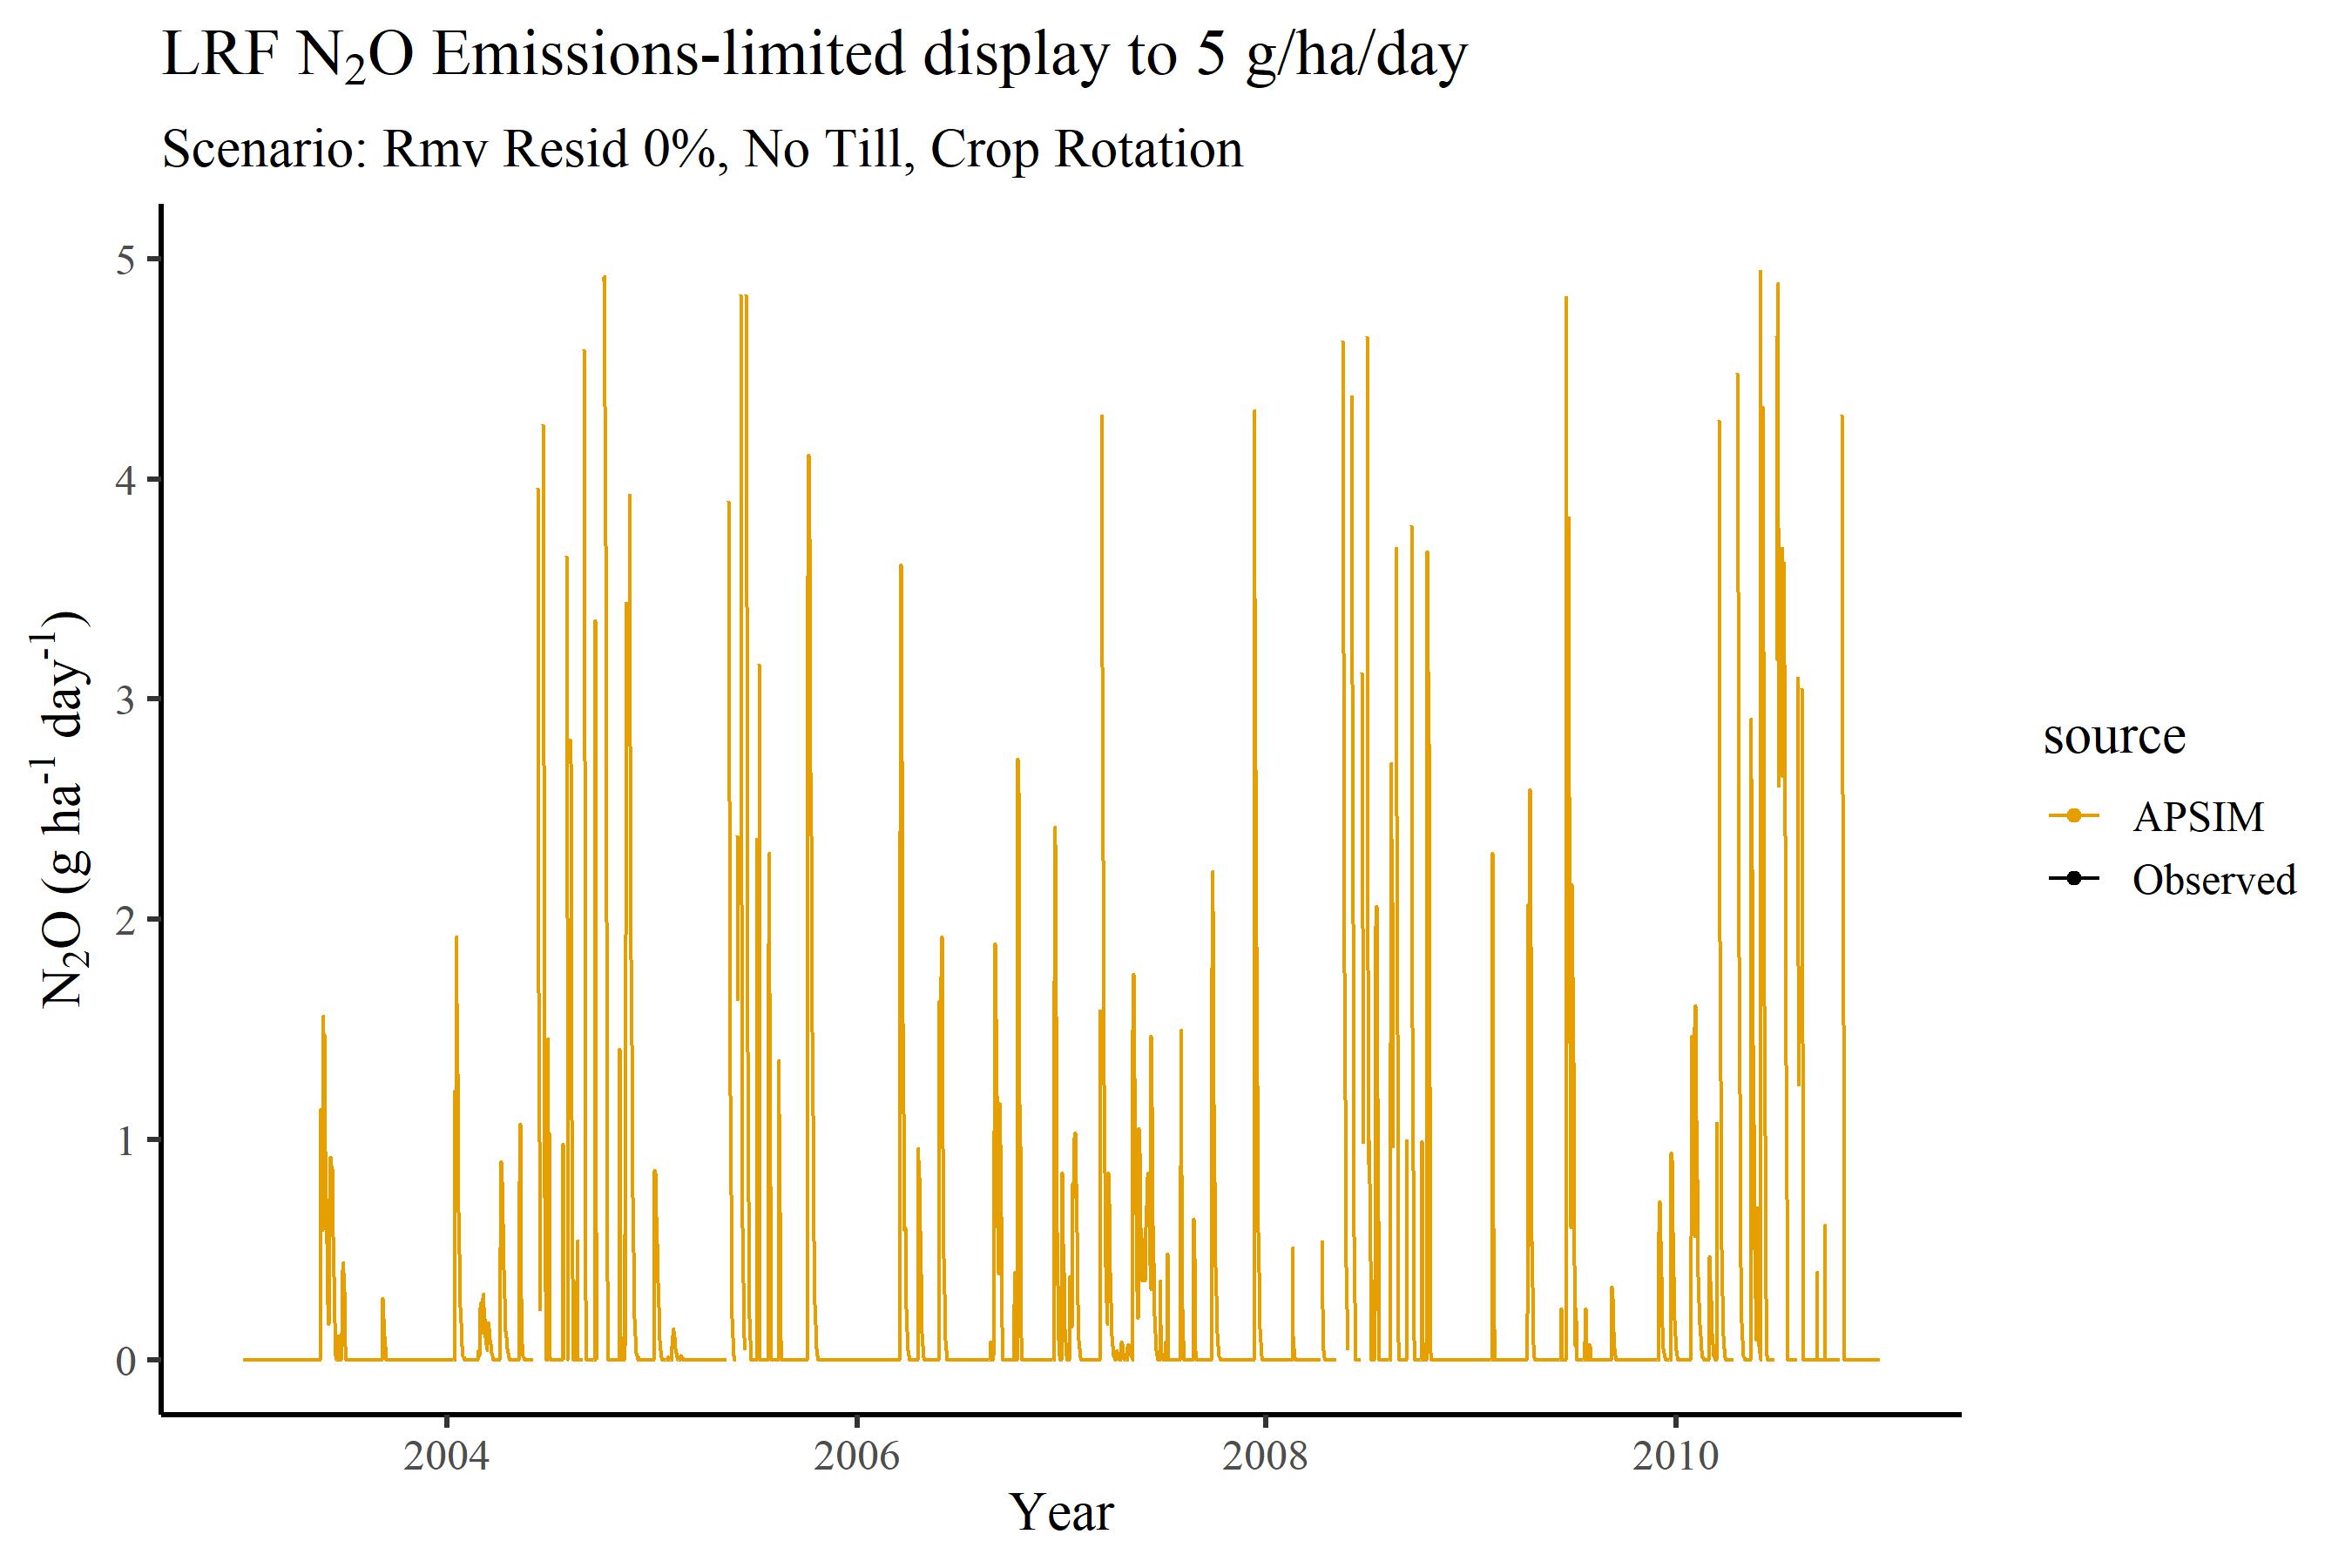 LRF N₂O Emissions-limited display to 5 g/ha/day
Scenario: Rmv Resid 0%, No Till, Crop Rotation
N₂O (g ha⁻¹ day⁻¹)
5
4
3
2
1
0
2004 2006 2008 2010
Year
source
APSIM
Observed